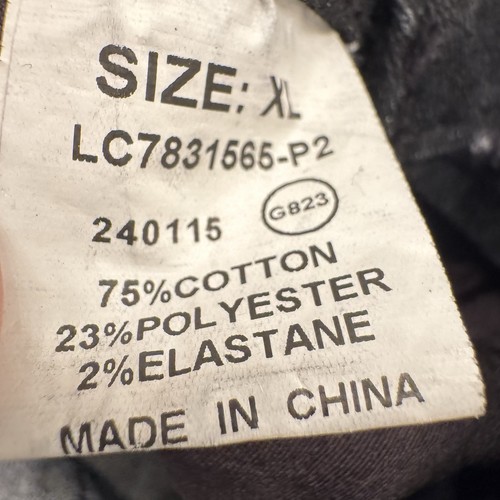 SIZE: XL
LC7831565-P2
240115 G823
75%COTTON
23%POLYESTER
2%ELASTANE
MADE IN CHINA